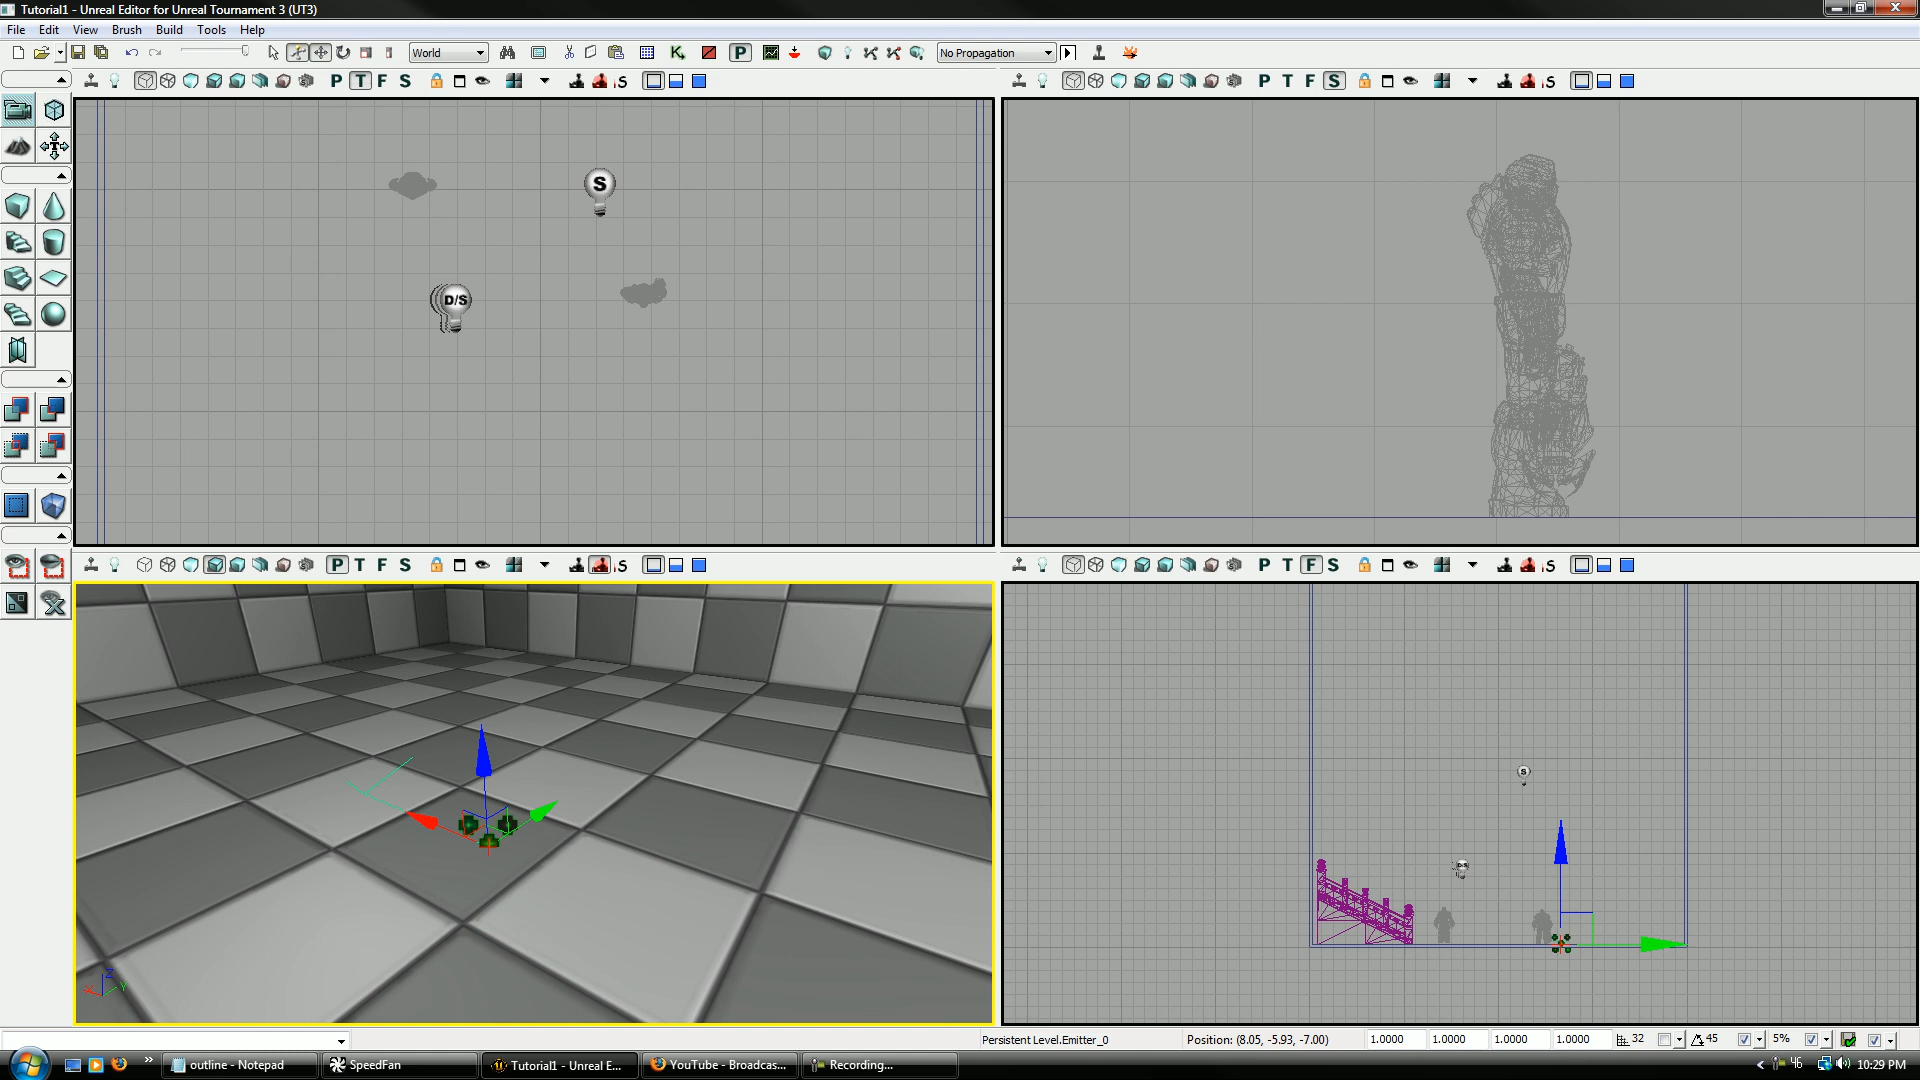 Tutorial1 - Unreal Editor for Unreal Tournament 3 (UT3)
File Edit View Brush Build Tools Help
World
K
P
No Propagation
P T F S
S
P T F S
S
S
D/S
P T F S
S
P T F S
S
Z
X
Y
S
D/S
Persistent Level.Emitter_0
Position: (8.05, -5.93, -7.00)
1.0000
1.0000
1.0000
1.0000
32
45
5%
outline - Notepad
SpeedFan
Tutorial1 - Unreal E...
YouTube - Broadcas...
Recording...
46
10:29 PM